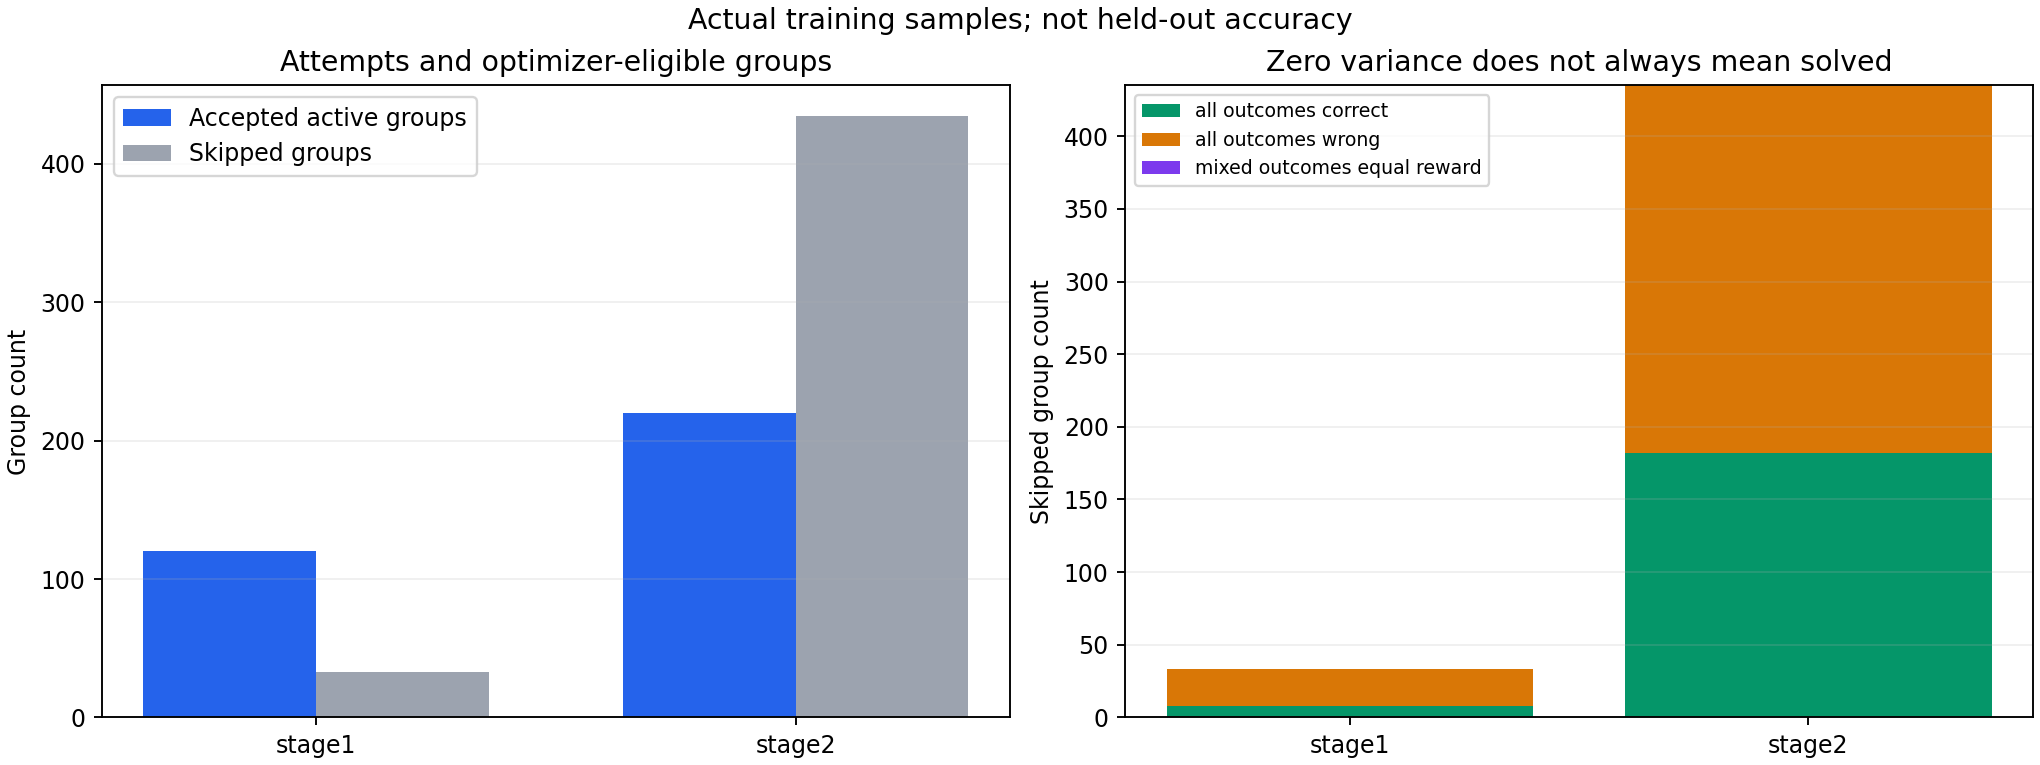 Actual training samples; not held-out accuracy
Attempts and optimizer-eligible groups
Accepted active groups
Skipped groups
Group count
400
300
200
100
0
stage1
stage2
Zero variance does not always mean solved
all outcomes correct
all outcomes wrong
mixed outcomes equal reward
Skipped group count
400
350
300
250
200
150
100
50
0
stage1
stage2